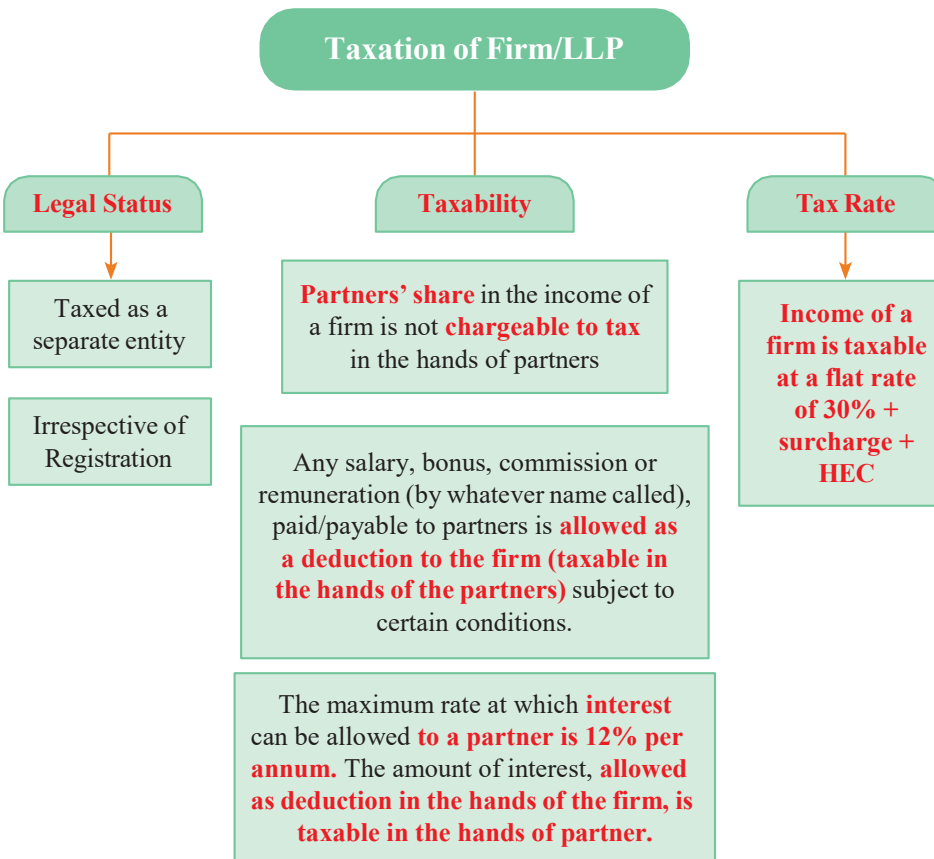 Taxation of Firm/LLP
Legal Status
Taxed as a
separate entity
Irrespective of
Registration
Taxability
Partners’ share in the income of
a firm is not chargeable to tax
in the hands of partners
Any salary, bonus, commission or
remuneration (by whatever name called),
paid/payable to partners is allowed as
a deduction to the firm (taxable in
the hands of the partners) subject to
certain conditions.
The maximum rate at which interest
can be allowed to a partner is 12% per
annum. The amount of interest, allowed
as deduction in the hands of the firm, is
taxable in the hands of partner.
Tax Rate
Income of a
firm is taxable
at a flat rate
of 30% +
surcharge +
HEC